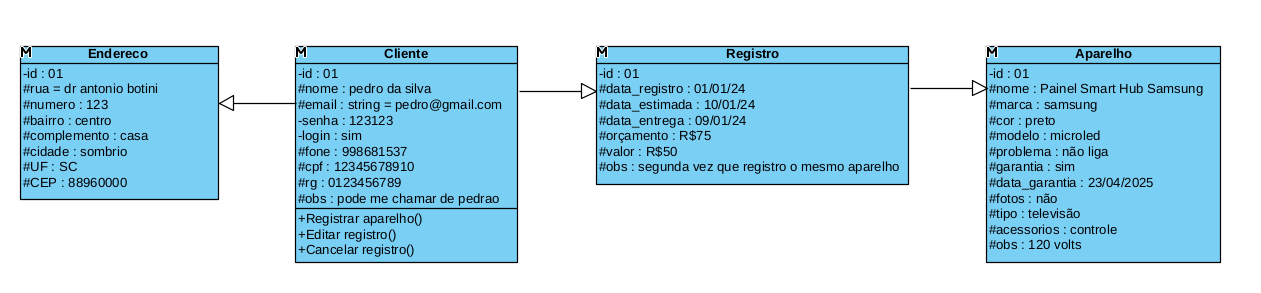 M
Endereco
-id : 01
#rua = dr antonio botini
#numero : 123
#bairro : centro
#complemento : casa
#cidade : sombrio
#UF : SC
#CEP : 88960000
M
Cliente
-id : 01
#nome : pedro da silva
#email : string = pedro@gmail.com
-senha : 123123
-login : sim
#fone : 998681537
#cpf : 12345678910
#rg : 0123456789
#obs : pode me chamar de pedrao
+Registrar aparelho()
+Editar registro()
+Cancelar registro()
M
Registro
-id : 01
#data_registro : 01/01/24
#data_estimada : 10/01/24
#data_entrega : 09/01/24
#orçamento : R$75
#valor : R$50
#obs : segunda vez que registro o mesmo aparelho
M
Aparelho
-id : 01
#nome : Painel Smart Hub Samsung
#marca : samsung
#cor : preto
#modelo : microled
#problema : não liga
#garantia : sim
#data_garantia : 23/04/2025
#fotos : não
#tipo : televisão
#acessorios : controle
#obs : 120 volts